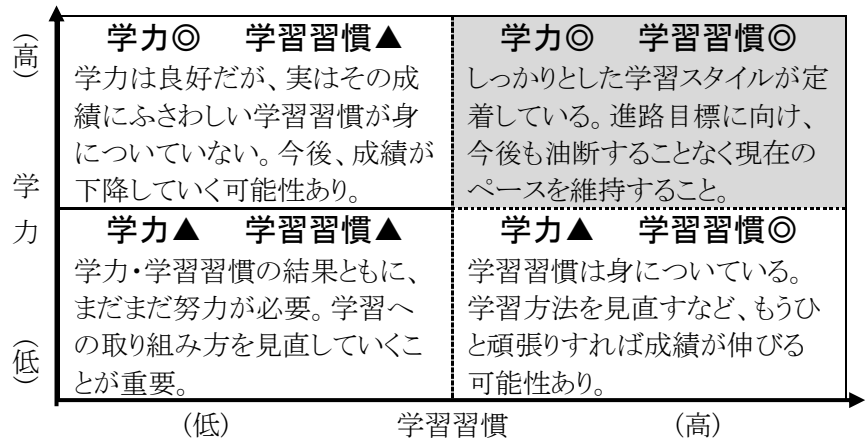 (高)
学力
(低)
学力◎ 学習習慣▲
学力は良好だが、実はその成
績にふさわしい学習習慣が身
についていない。今後、成績が
下降していく可能性あり。
学力◎ 学習習慣◎
しっかりとした学習スタイルが定
着している。進路目標に向け、
今後も油断することなく現在の
ペースを維持すること。
学力▲ 学習習慣▲
学力・学習習慣の結果ともに、
まだまだ努力が必要。学習へ
の取り組み方を見直していくこ
とが重要。
学力▲ 学習習慣◎
学習習慣は身についている。
学習方法を見直すなど、もうひ
と頑張りすれば成績が伸びる
可能性あり。
(低) 学習習慣 (高)